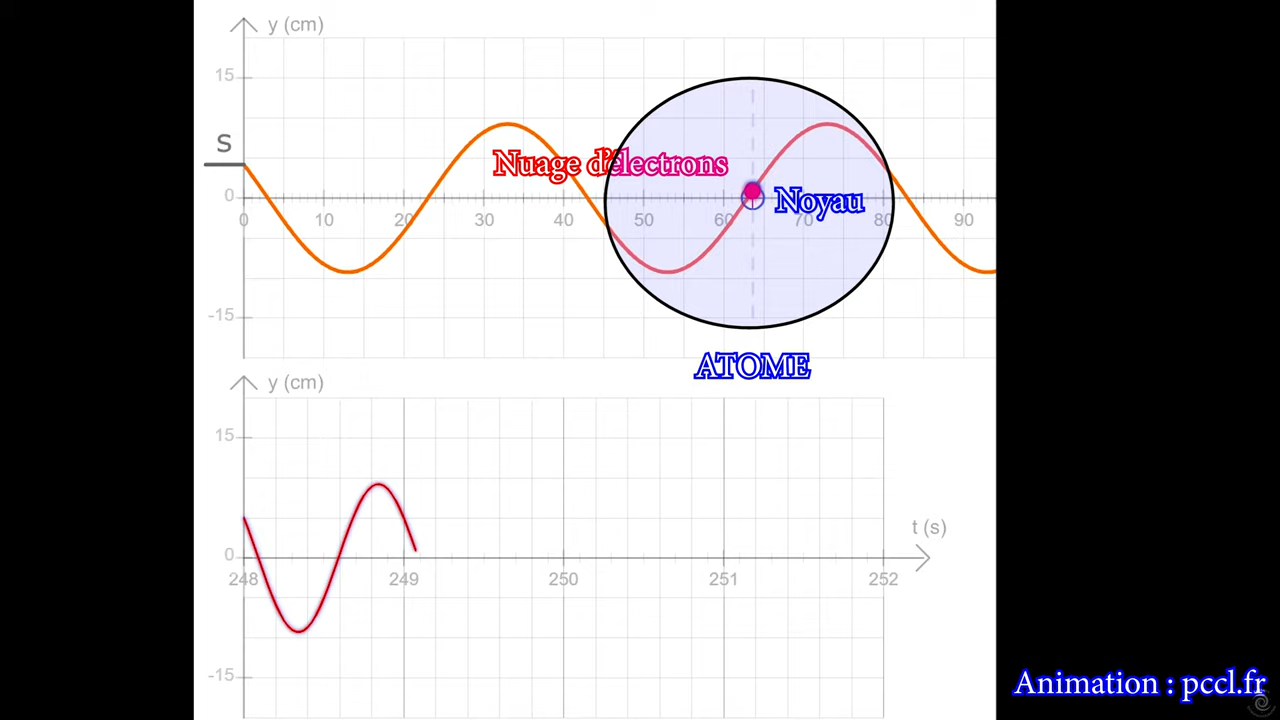 y (cm)
15
S
Nuage d'électrons
Noyau
0
0 10 20 30 40 50 60 70 80 90
-15
ATOME
y (cm)
15
t (s)
0
248 249 250 251 252
-15
Animation : pccl.fr